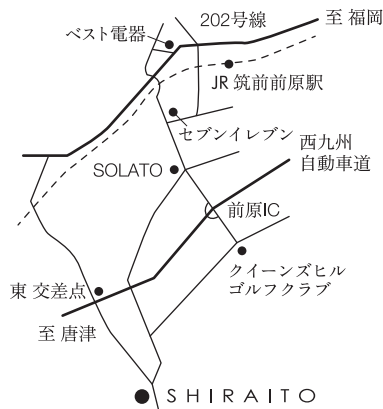 202号線
至 福岡
ベスト電器
JR 筑前前原駅
セブンイレブン
西九州
自動車道
SOLATO
前原IC
クイーンズヒル
ゴルフクラブ
東 交差点
至 唐津
SHIRAITO